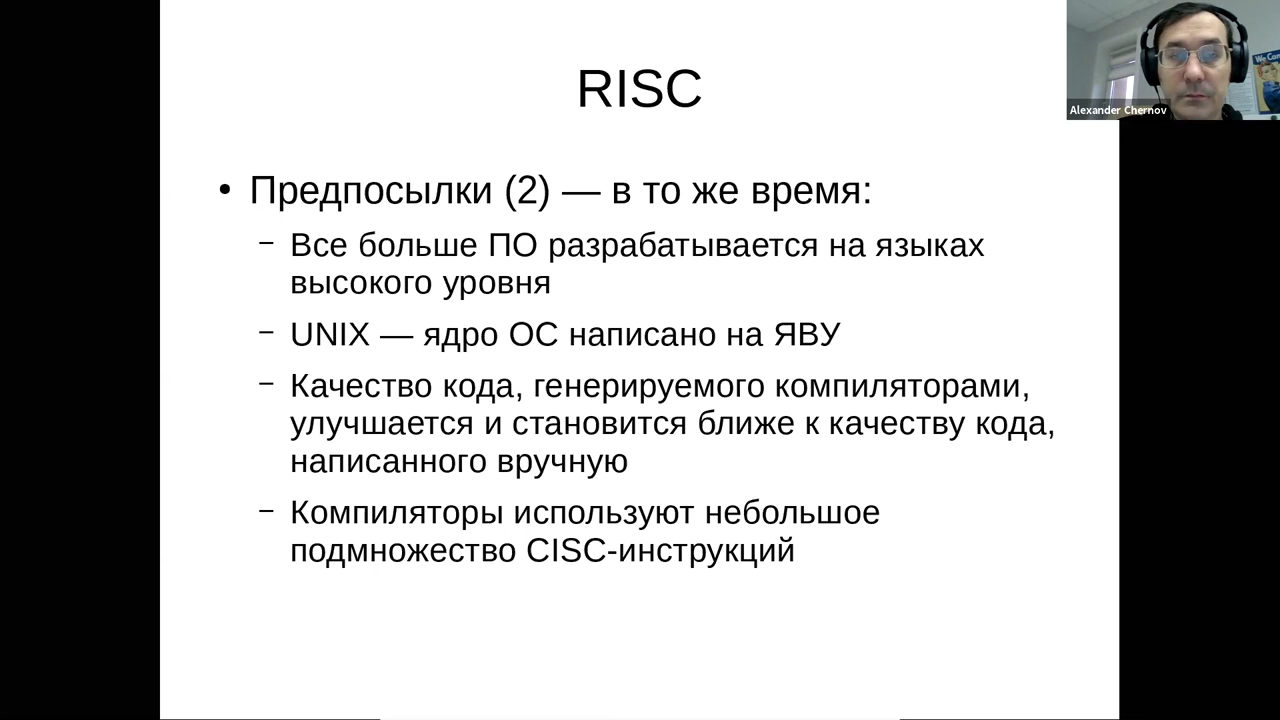 RISC
Предпосылки (2) — в то же время:
Все больше ПО разрабатывается на языках
высокого уровня
UNIX — ядро ОС написано на ЯВУ
Качество кода, генерируемого компиляторами,
улучшается и становится ближе к качеству кода,
написанного вручную
Компиляторы используют небольшое
подмножество CISC-инструкций
We Can
Alexander Chernov